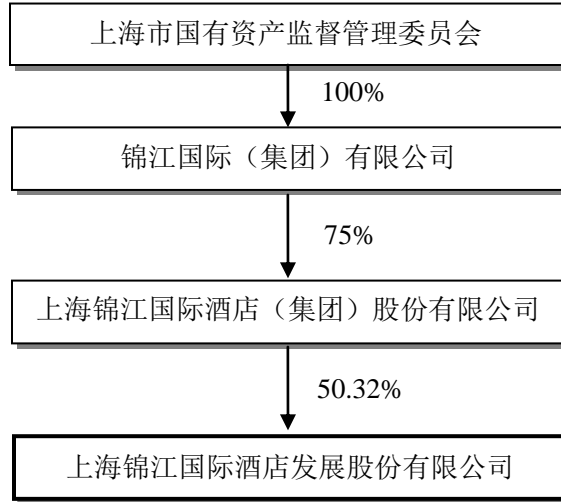 上海市国有资产监督管理委员会
100%
锦江国际（集团）有限公司
75%
上海锦江国际酒店（集团）股份有限公司
50.32%
上海锦江国际酒店发展股份有限公司